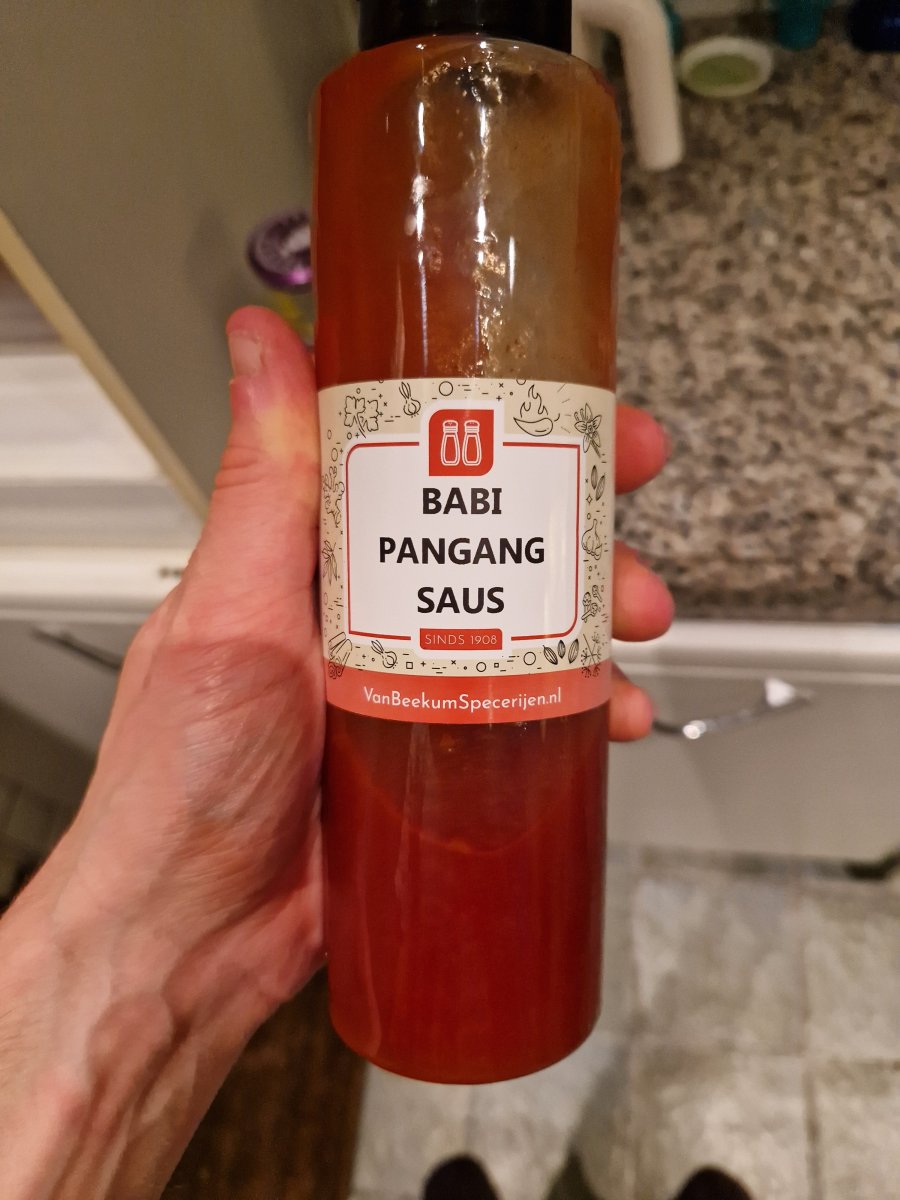 BABI
PANGANG
SAUS
SINDS 1908
VanBeekumSpecerijen.nl